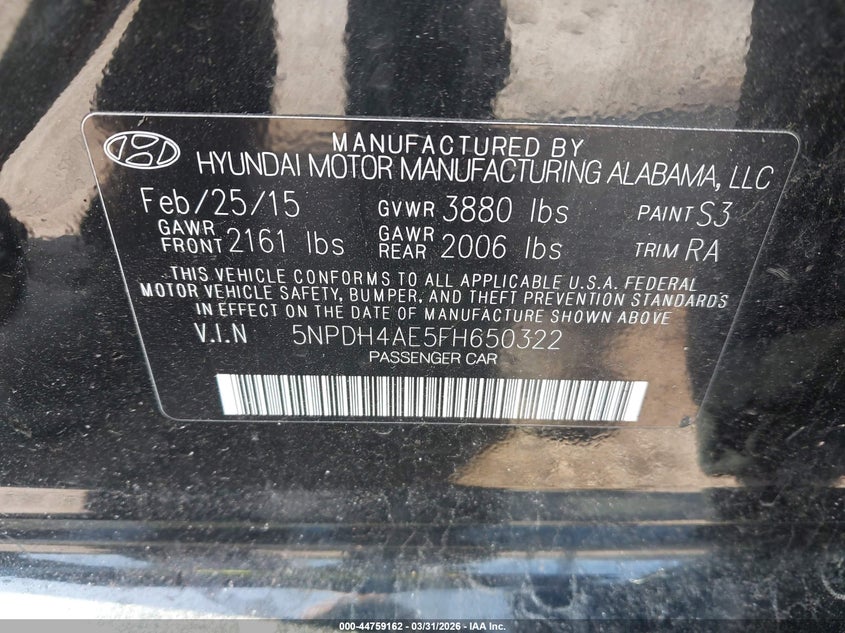 MANUFACTURED BY
HYUNDAI MOTOR MANUFACTURING ALABAMA, LLC
Feb/25/15 GVWR 3880 lbs PAINT S3
GAWR FRONT 2161 lbs GAWR REAR 2006 lbs TRIM RA
THIS VEHICLE CONFORMS TO ALL APPLICABLE U.S.A. FEDERAL
MOTOR VEHICLE SAFETY, BUMPER, AND THEFT PREVENTION STANDARDS
IN EFFECT ON THE DATE OF MANUFACTURE SHOWN ABOVE
V.I.N 5NPDH4AE5FH650322
PASSENGER CAR
000-44759162 - 03/31/2026 - IAA Inc.